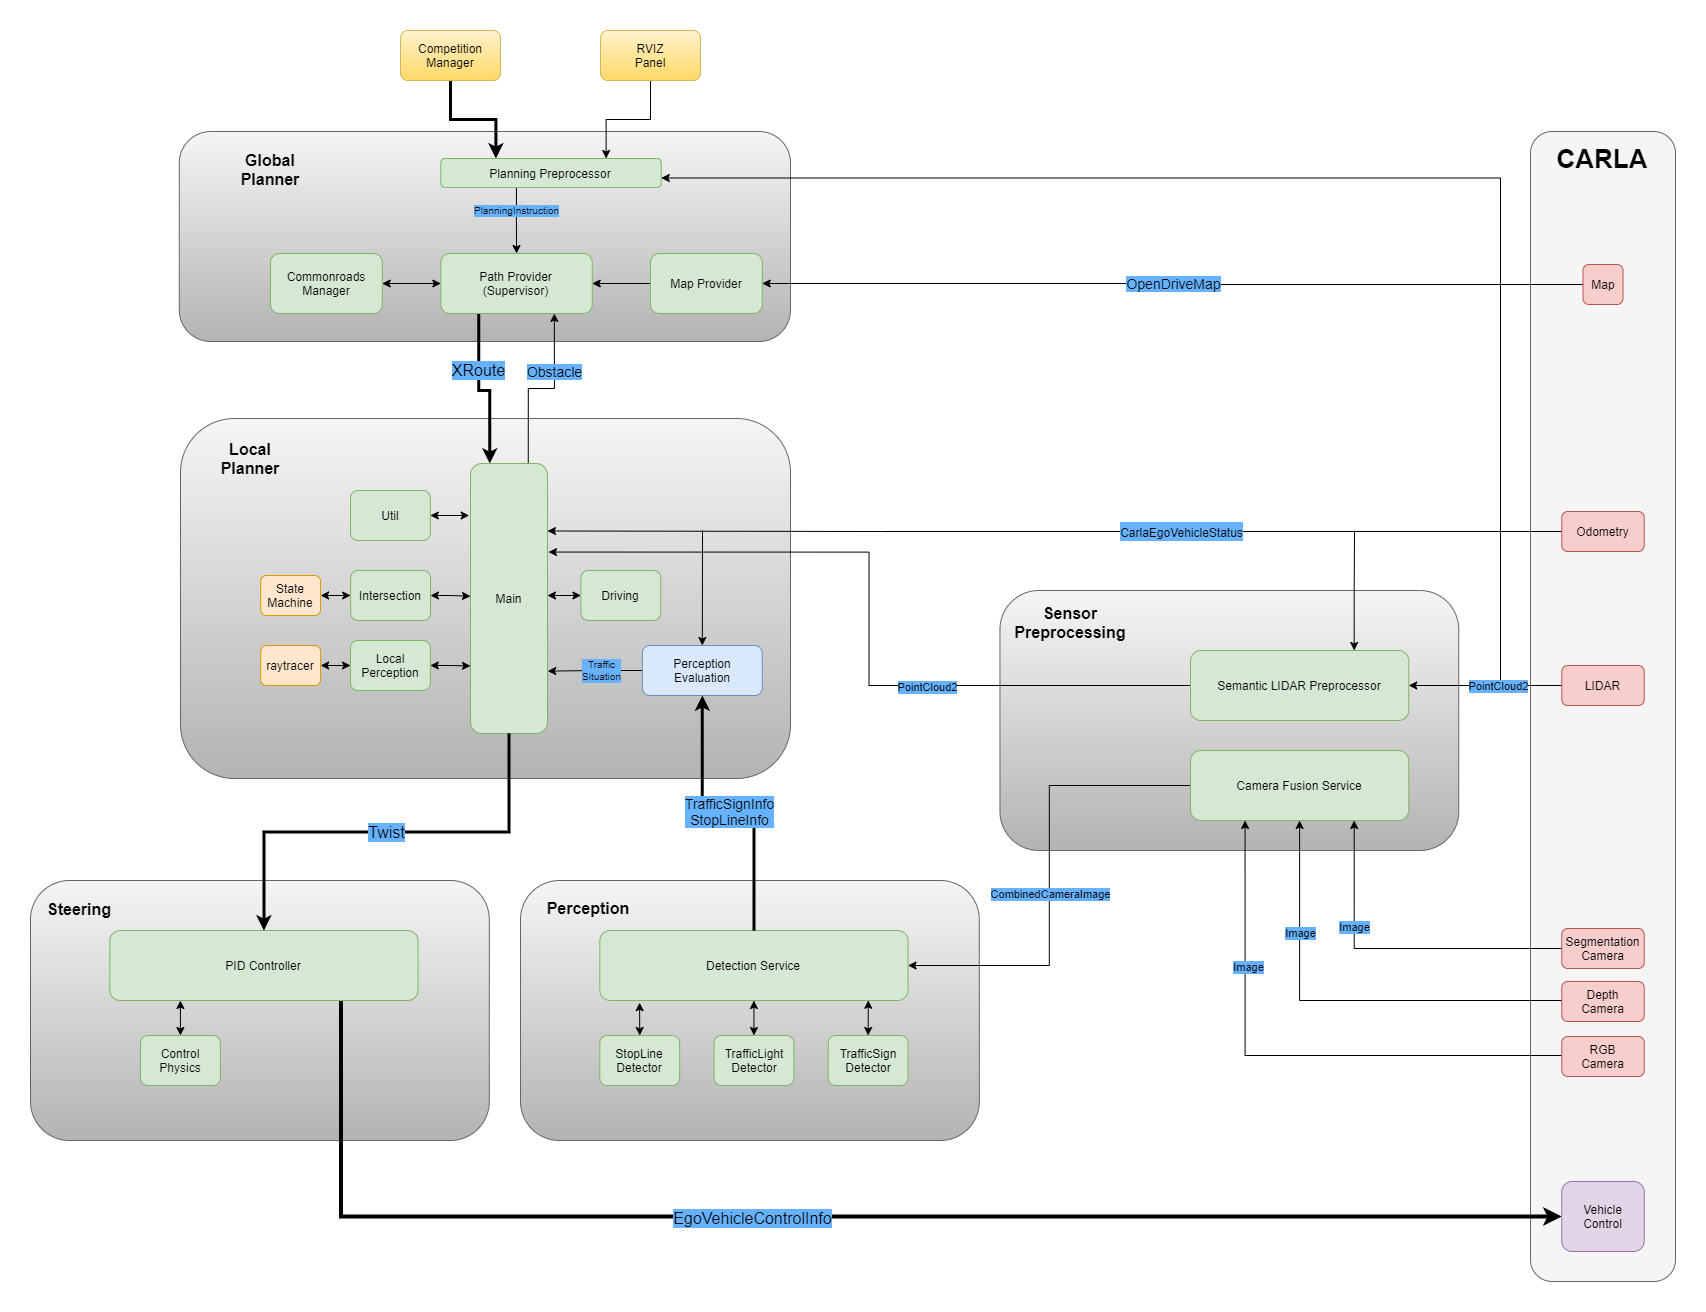 Competition
Manager
RVIZ
Panel
CARLA
Global
Planner
Planning Preprocessor
PlanningInstruction
Commonroads
Manager
Path Provider
(Supervisor)
Map Provider
OpenDriveMap
Map
XRoute
Obstacle
Local
Planner
Util
Main
CarlaEgoVehicleStatus
Odometry
State
Machine
Intersection
Driving
Sensor
Preprocessing
raytracer
Local
Perception
Traffic
Situation
Perception
Evaluation
PointCloud2
Semantic LIDAR Preprocessor
PointCloud2
LIDAR
Camera Fusion Service
TrafficSignInfo
StopLineInfo
Twist
CombinedCameraImage
Image
Image
Image
Segmentation
Camera
Depth
Camera
RGB
Camera
Steering
PID Controller
Control
Physics
Perception
Detection Service
StopLine
Detector
TrafficLight
Detector
TrafficSign
Detector
EgoVehicleControlInfo
Vehicle
Control